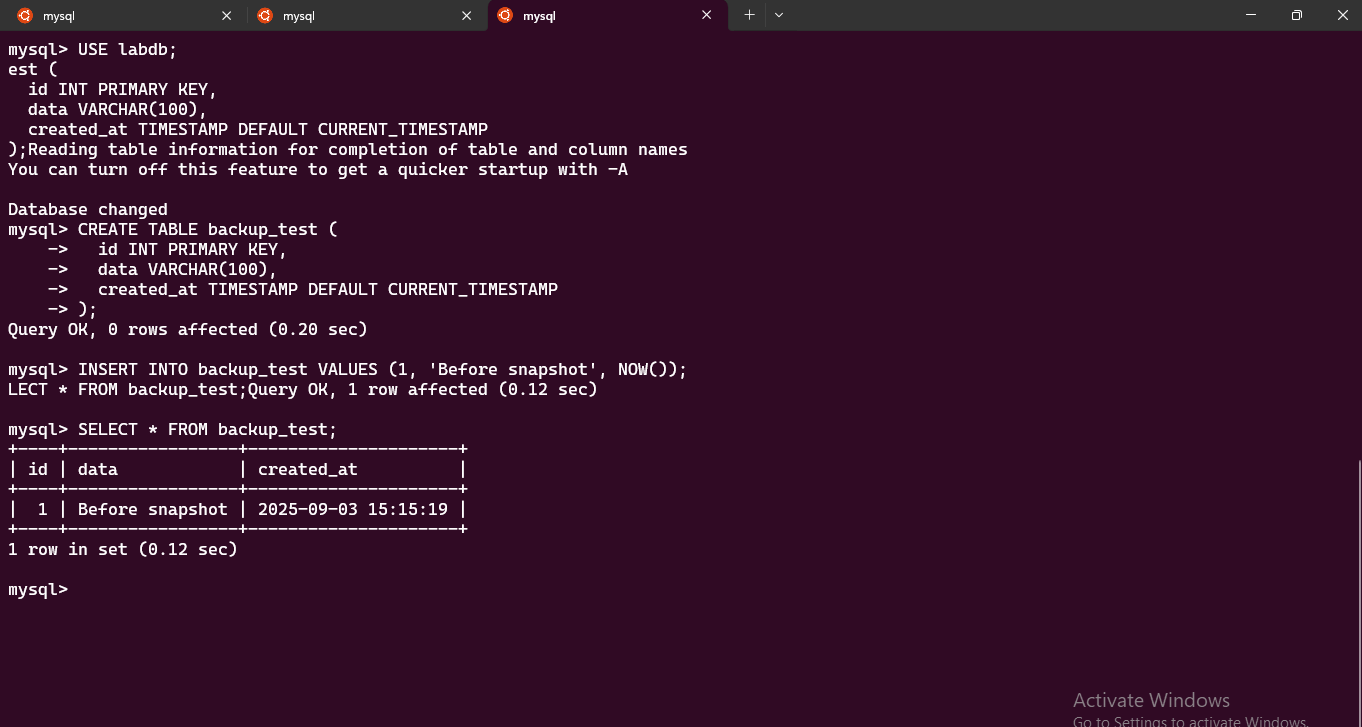 mysql
mysql
mysql
mysql> USE labdb;
est (
  id INT PRIMARY KEY,
  data VARCHAR(100),
  created_at TIMESTAMP DEFAULT CURRENT_TIMESTAMP
);Reading table information for completion of table and column names
You can turn off this feature to get a quicker startup with -A
Database changed
mysql> CREATE TABLE backup_test (
    ->   id INT PRIMARY KEY,
    ->   data VARCHAR(100),
    ->   created_at TIMESTAMP DEFAULT CURRENT_TIMESTAMP
    -> );
Query OK, 0 rows affected (0.20 sec)
mysql> INSERT INTO backup_test VALUES (1, 'Before snapshot', NOW());
LECT * FROM backup_test;Query OK, 1 row affected (0.12 sec)
mysql> SELECT * FROM backup_test;
+----+-----------------+---------------------+
| id | data            | created_at          |
+----+-----------------+---------------------+
|  1 | Before snapshot | 2025-09-03 15:15:19 |
+----+-----------------+---------------------+
1 row in set (0.12 sec)
mysql>
Activate Windows
Go to Settings to activate Windows.